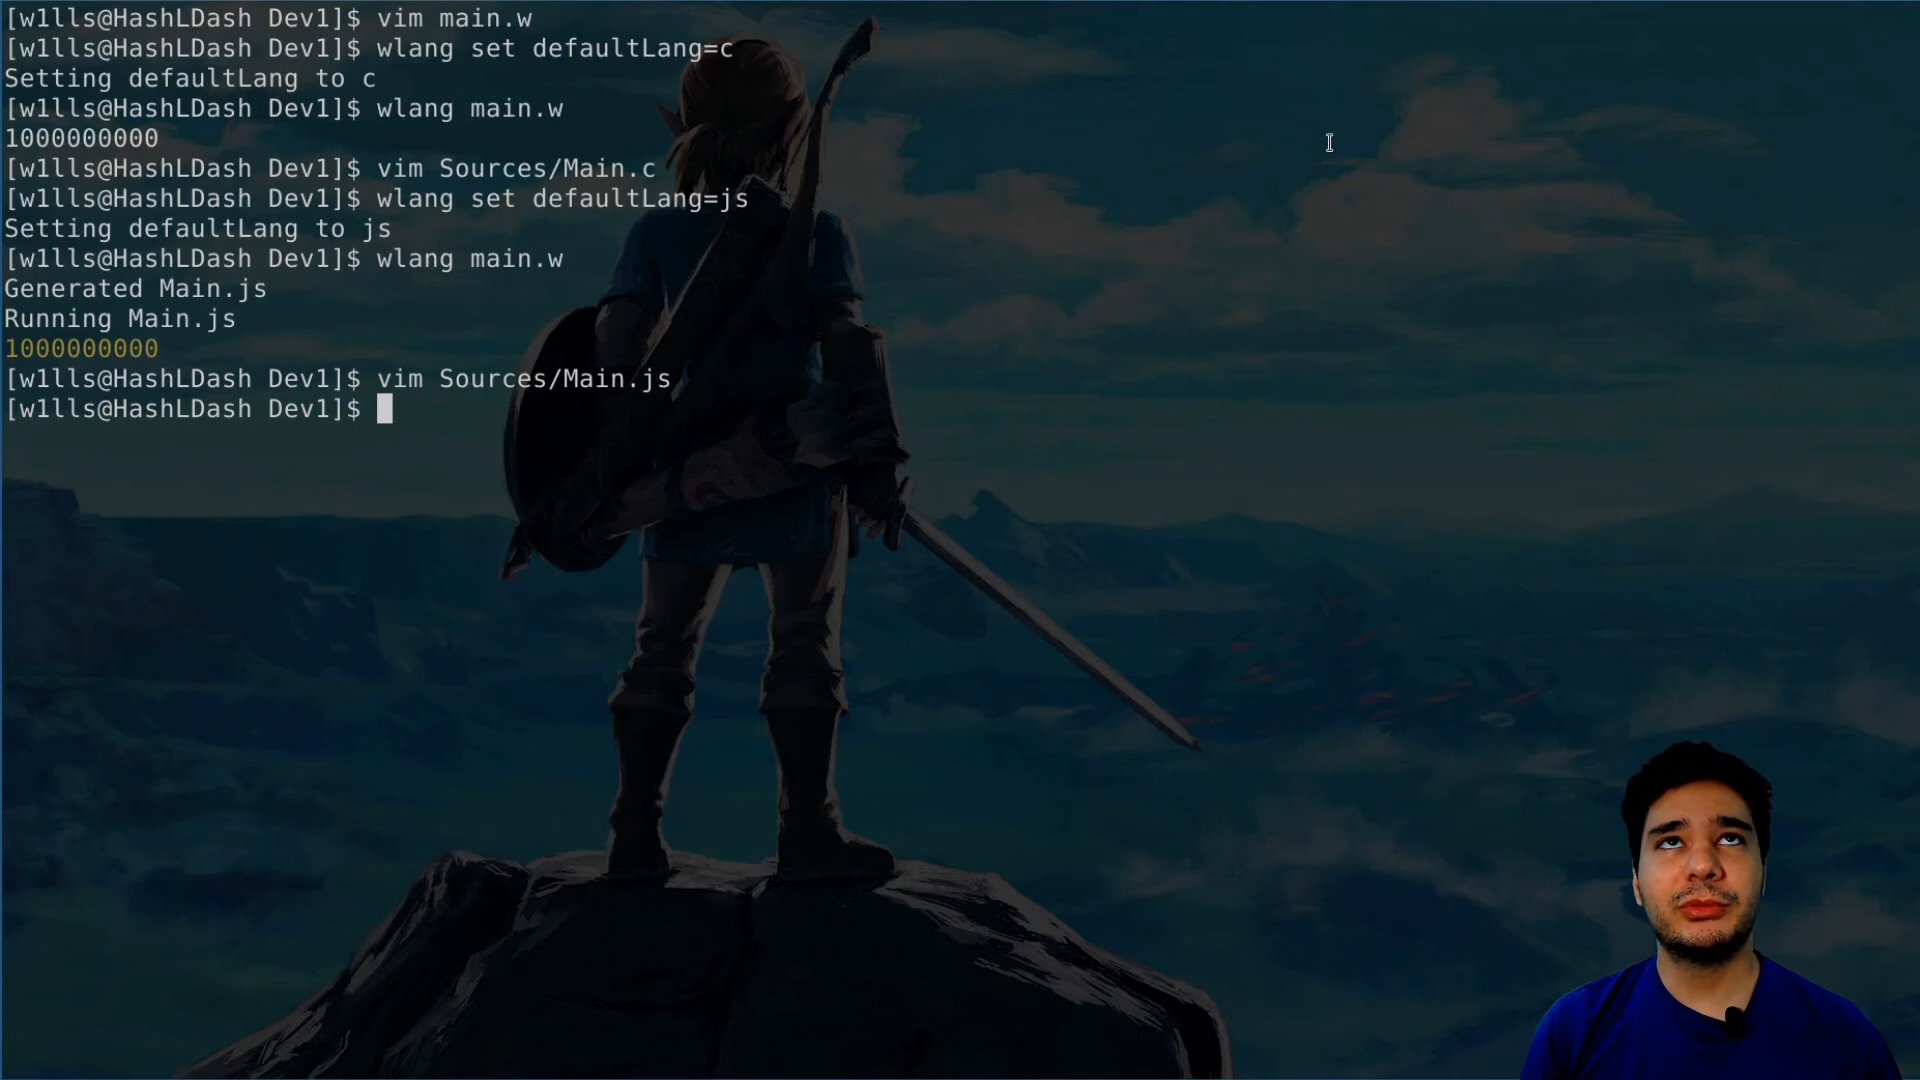 [w1lls@HashLDash Dev1]$ vim main.w
[w1lls@HashLDash Dev1]$ wlang set defaultLang=c
Setting defaultLang to c
[w1lls@HashLDash Dev1]$ wlang main.w
1000000000
[w1lls@HashLDash Dev1]$ vim Sources/Main.c
[w1lls@HashLDash Dev1]$ wlang set defaultLang=js
Setting defaultLang to js
[w1lls@HashLDash Dev1]$ wlang main.w
Generated Main.js
Running Main.js
1000000000
[w1lls@HashLDash Dev1]$ vim Sources/Main.js
[w1lls@HashLDash Dev1]$